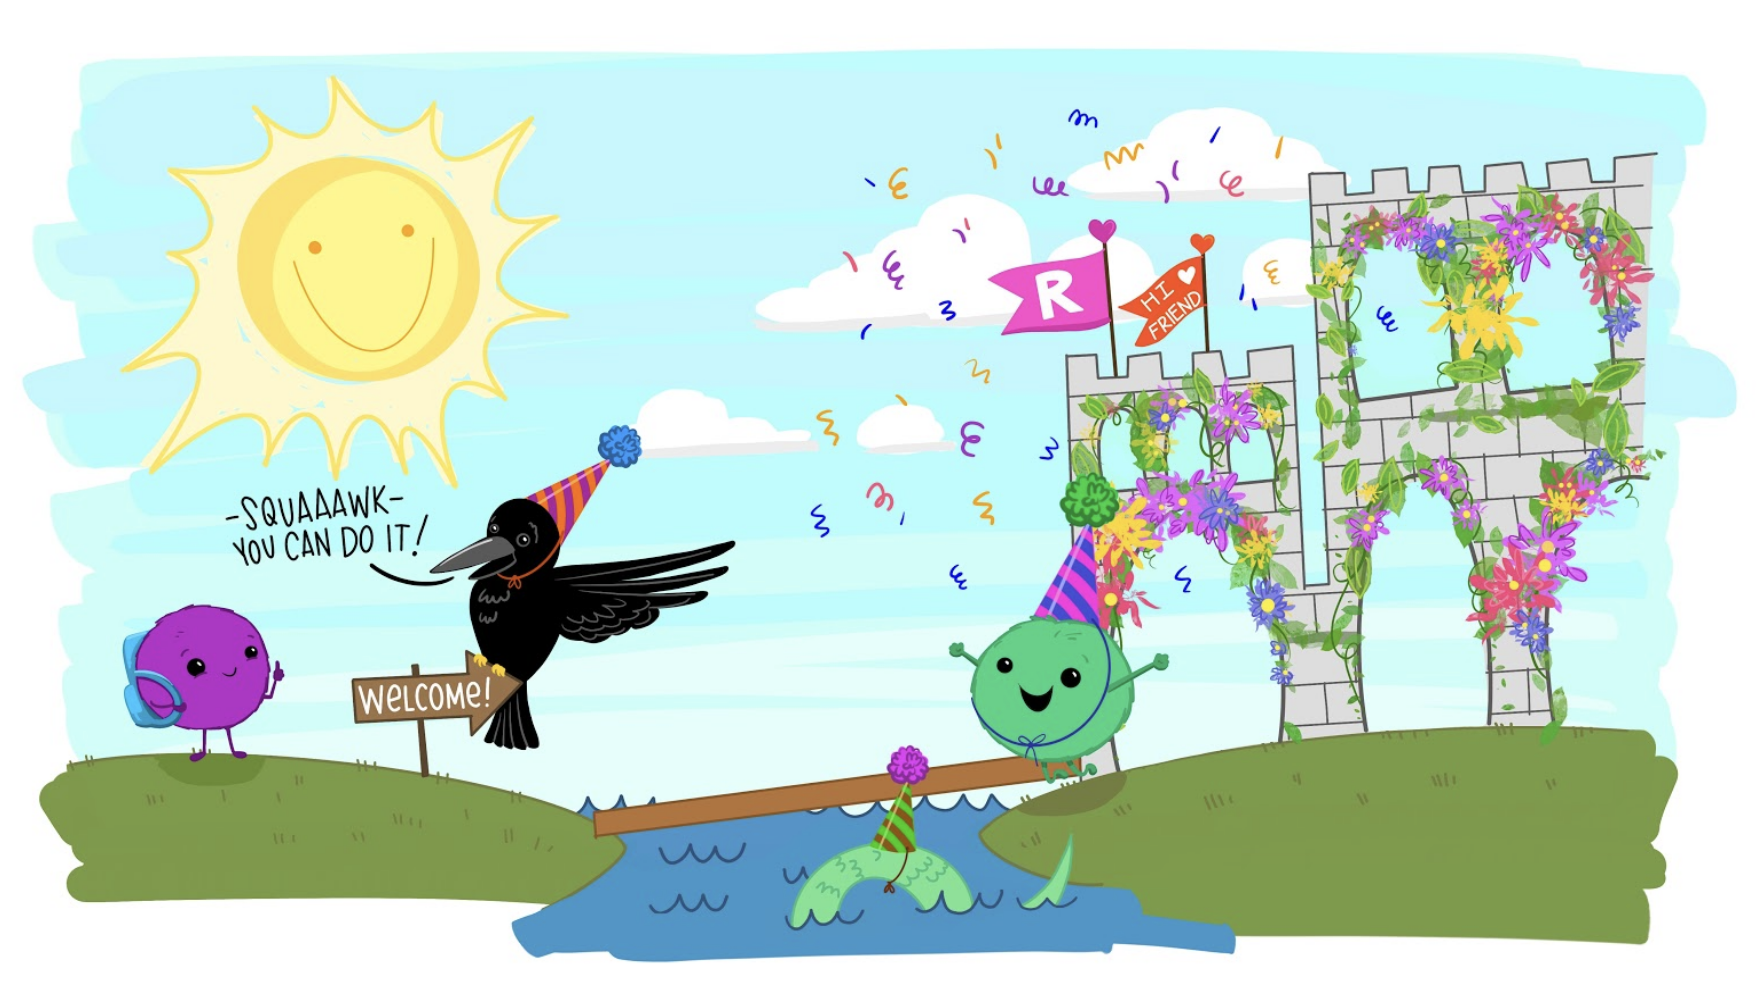 -SQUAAAWK-
YOU CAN DO IT!
WELCOME!
R
HI
FRIEND